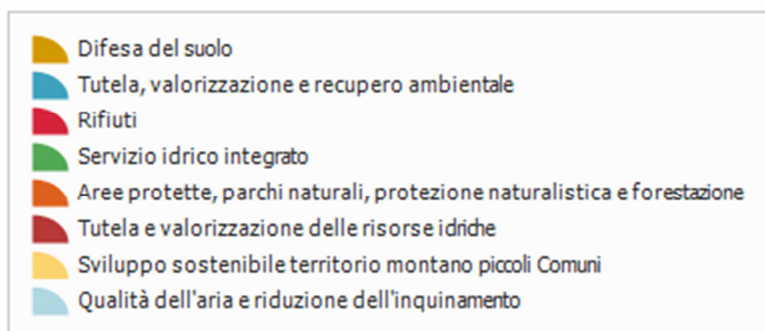 Difesa del suolo
Tutela, valorizzazione e recupero ambientale
Rifiuti
Servizio idrico integrato
Aree protette, parchi naturali, protezione naturalistica e forestazione
Tutela e valorizzazione delle risorse idriche
Sviluppo sostenibile territorio montano piccoli Comuni
Qualità dell'aria e riduzione dell'inquinamento